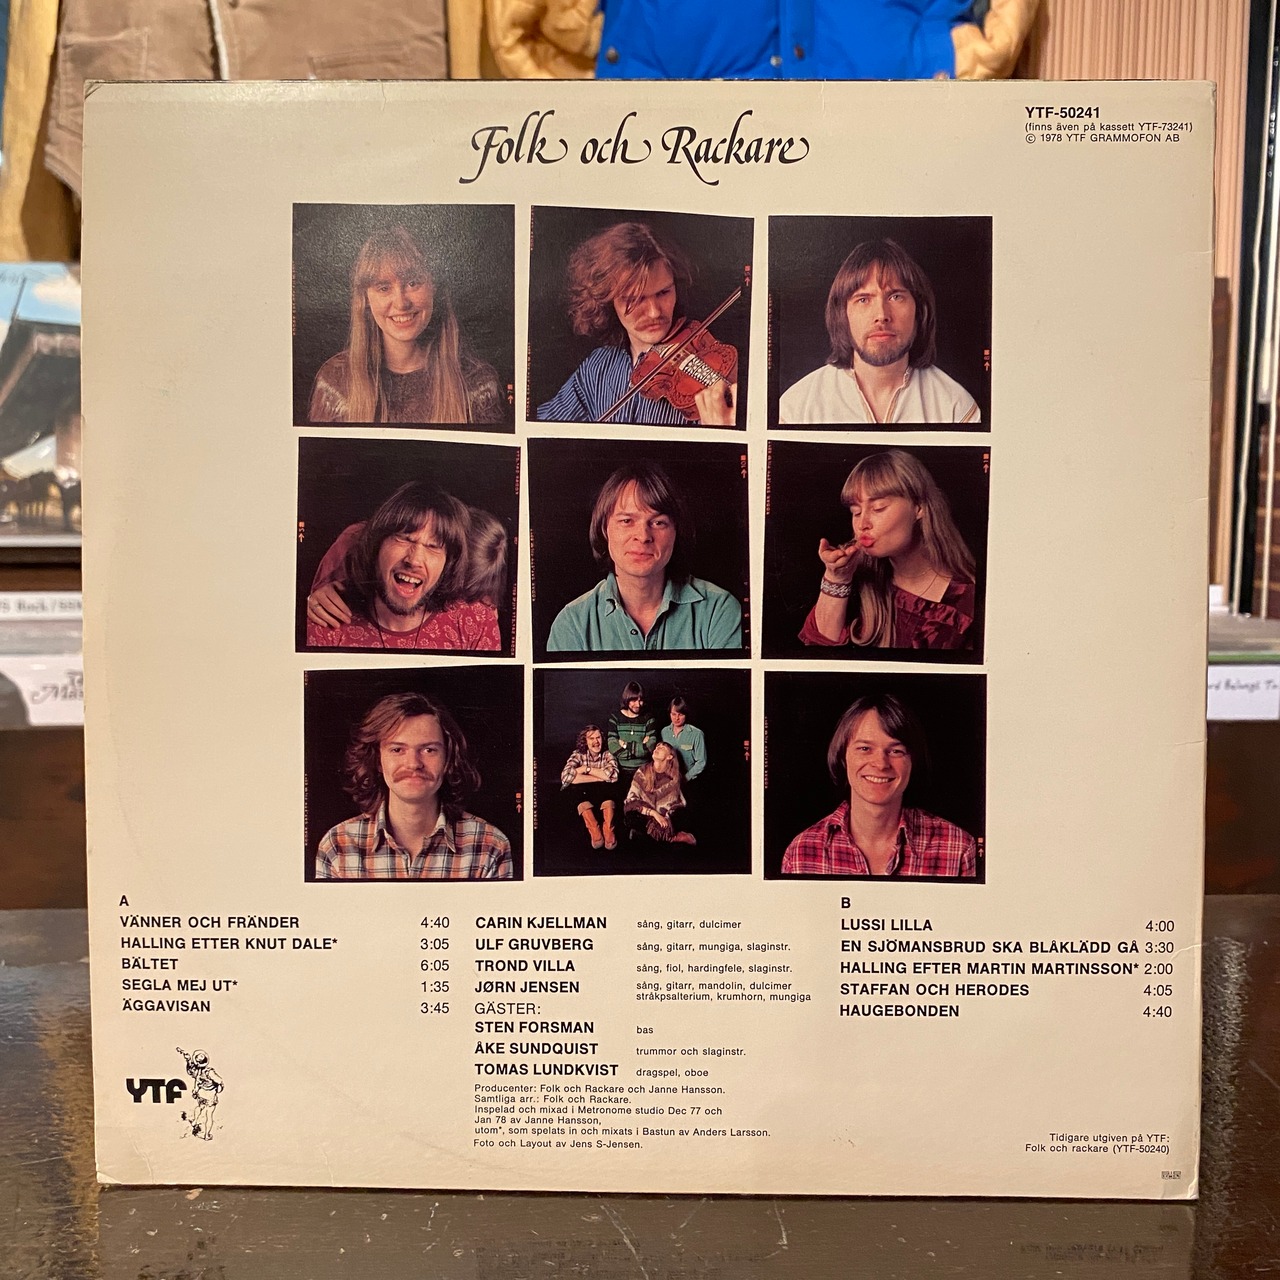 Folk och Rackare
YTF-50241
(finns även på kassett YTF-73241)
© 1978 YTF GRAMMOFON AB
A
VÄNNER OCH FRÄNDER 4:40
HALLING ETTER KNUT DALE* 3:05
BÄLTET 6:05
SEGLA MEJ UT* 1:35
ÄGGAVISAN 3:45
YTF
CARIN KJELLMAN sång, gitarr, dulcimer
ULF GRUVBERG sång, gitarr, mungiga, slaginstr.
TROND VILLA sång, fiol, hardingfele, slaginstr.
JØRN JENSEN sång, gitarr, mandolin, dulcimer
stråkpsalterium, krumhorn, mungiga
GÄSTER:
STEN FORSMAN bas
ÅKE SUNDQUIST trummor och slaginstr.
TOMAS LUNDKVIST dragspel, oboe
Producenter: Folk och Rackare och Janne Hansson.
Samtliga arr.: Folk och Rackare.
Inspelad och mixad i Metronome studio Dec 77 och
Jan 78 av Janne Hansson,
utom*, som spelats in och mixats i Bastun av Anders Larsson.
Foto och Layout av Jens S-Jensen.
B
LUSSI LILLA 4:00
EN SJÖMANSBRUD SKA BLÅKLÄDD GÅ 3:30
HALLING EFTER MARTIN MARTINSSON* 2:00
STAFFAN OCH HERODES 4:05
HAUGEBONDEN 4:40
Tidigare utgiven på YTF:
Folk och rackare (YTF-50240)